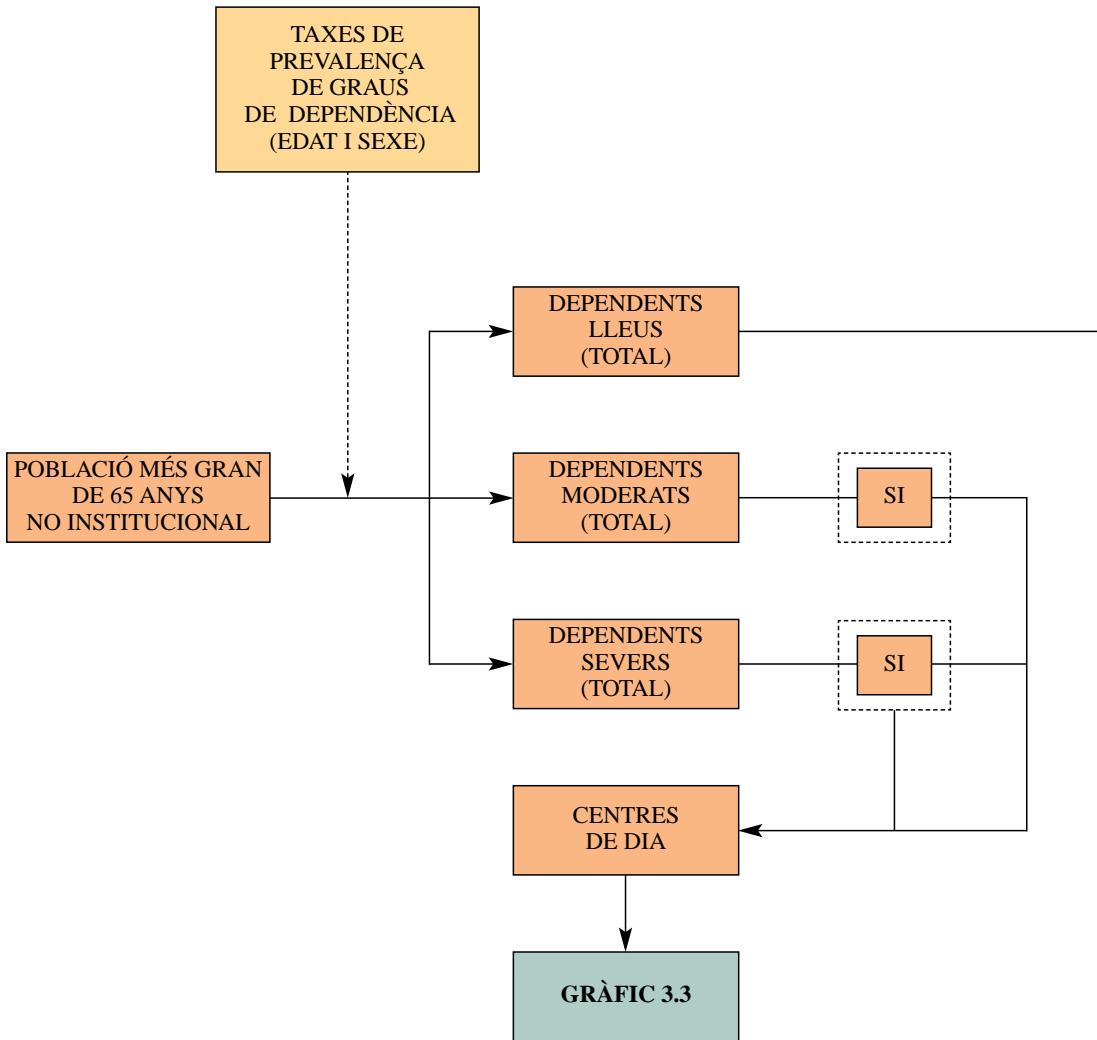 TAXES DE
PREVALENÇA
DE GRAUS
DE DEPENDÈNCIA
(EDAT I SEXE)
DEPENDENTS
LLEUS
(TOTAL)
POBLACIÓ MÉS GRAN
DE 65 ANYS
NO INSTITUCIONAL
DEPENDENTS
MODERATS
(TOTAL)
SI
DEPENDENTS
SEVERS
(TOTAL)
SI
CENTRES
DE DIA
GRÀFIC 3.3